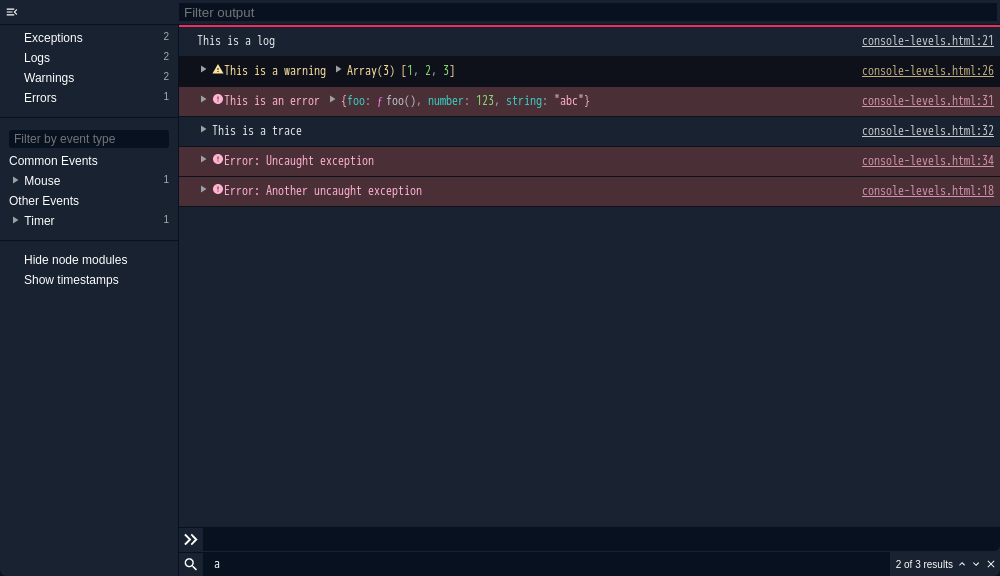 Filter output
Exceptions 2
Logs 2
Warnings 2
Errors 1
Filter by event type
Common Events
Mouse 1
Other Events
Timer 1
Hide node modules
Show timestamps
This is a log console-levels.html:21
This is a warning Array(3) [1, 2, 3] console-levels.html:26
This is an error {foo: ƒ foo(), number: 123, string: "abc"} console-levels.html:31
This is a trace console-levels.html:32
Error: Uncaught exception console-levels.html:34
Error: Another uncaught exception console-levels.html:18
a 2 of 3 results